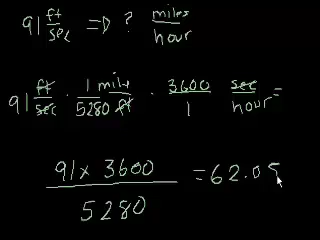 91 ft/sec => ? miles/hour
91 ft/sec · 1 mile/5280 ft · 3600/1 sec/hour =
91 x 3600/5280 = 62.05